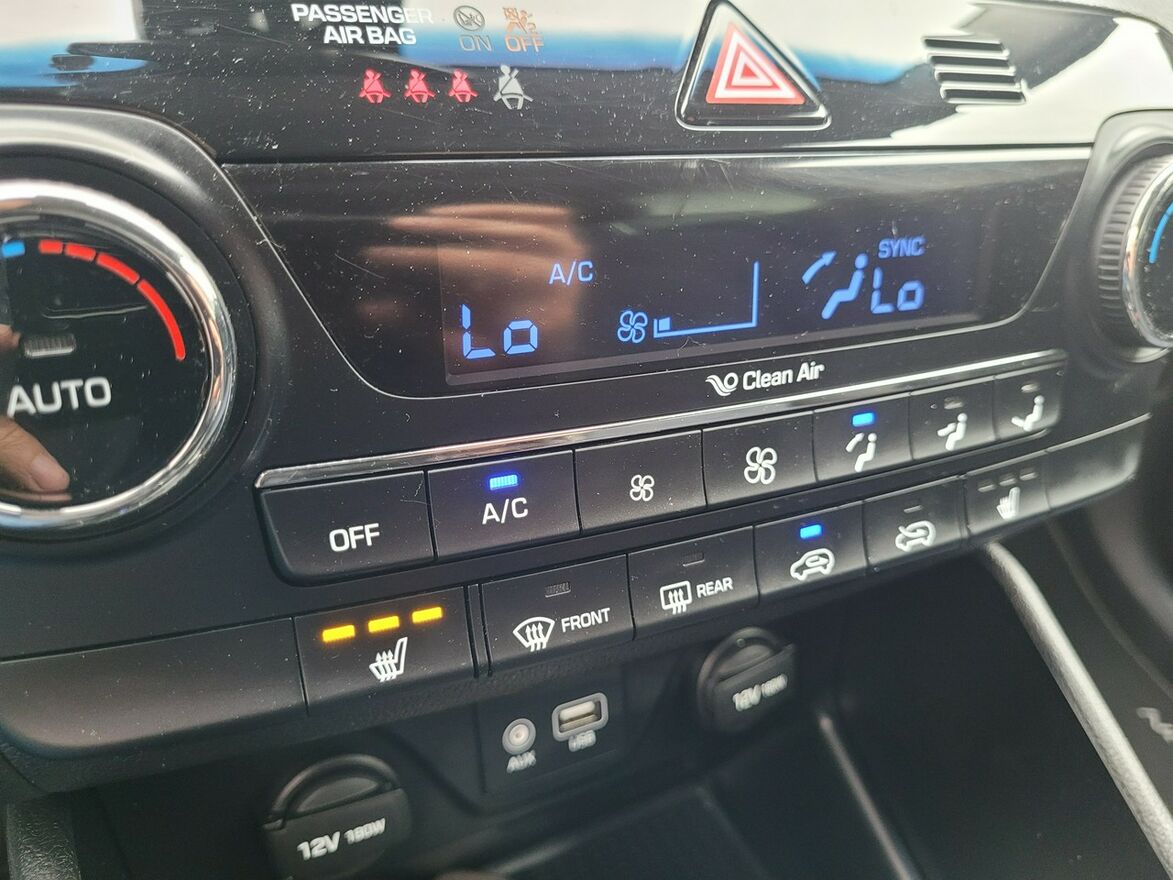 PASSENGER
AIR BAG
ON
OFF
A/C
SYNC
Lo
Lo
Clean Air
AUTO
OFF
A/C
FRONT
REAR
AUX
USB
12V 180W
12V 180W